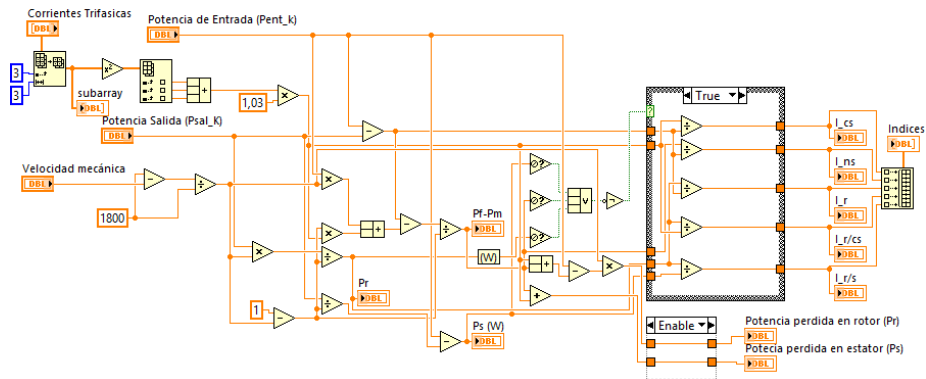 Corrientes Trifasicas
DBL
Potencia de Entrada (Pent_k)
DBL
3
3
x²
subarray
DBL
1,03
Potencia Salida (Psal_k)
DBL
Velocidad mecánica
DBL
1800
1
Pf-Pm
DBL
(W)
Pr
DBL
Ps (W)
DBL
True
?
I_cs
DBL
I_ns
DBL
I_r
DBL
I_r/cs
DBL
I_r/s
DBL
Indices
DBL
Enable
Potencia perdida en rotor (Pr)
DBL
Potecia perdida en estator (Ps)
DBL